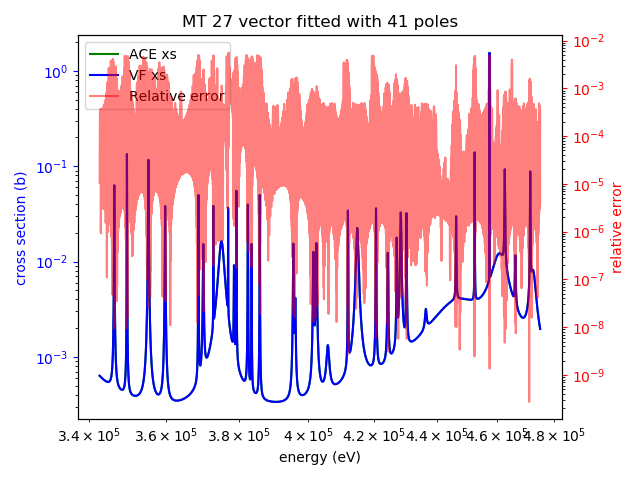 MT 27 vector fitted with 41 poles
ACE xs
VF xs
Relative error
cross section (b)
10⁰
10⁻¹
10⁻²
10⁻³
relative error
10⁻²
10⁻³
10⁻⁴
10⁻⁵
10⁻⁶
10⁻⁷
10⁻⁸
10⁻⁹
3.4 × 10⁵ 3.6 × 10⁵ 3.8 × 10⁵ 4 × 10⁵ 4.2 × 10⁵ 4.4 × 10⁵ 4.6 × 10⁵ 4.8 × 10⁵
energy (eV)